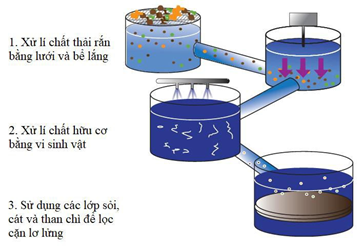 1. Xử lí chất thải rắn
bằng lưới và bể lắng
2. Xử lí chất hữu cơ
bằng vi sinh vật
3. Sử dụng các lớp sỏi,
cát và than chì để lọc
cặn lơ lửng